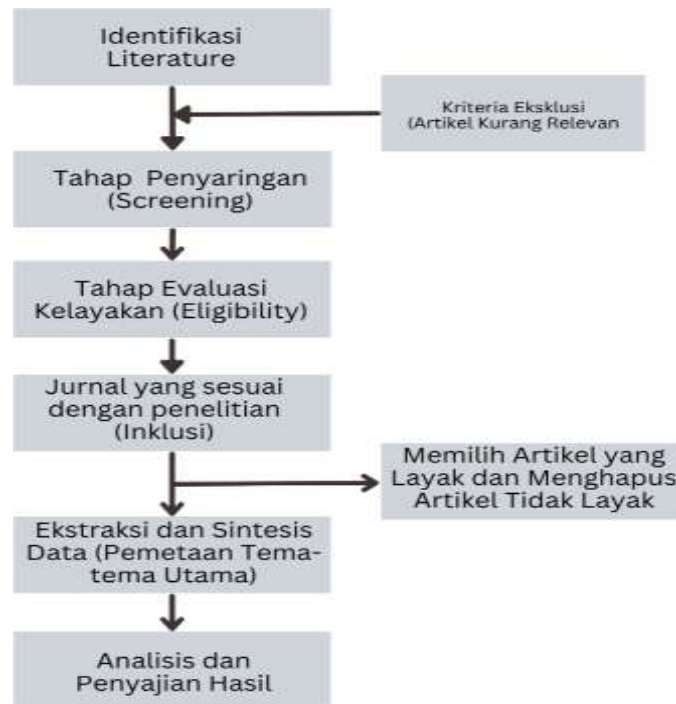 Identifikasi
Literature
Kriteria Eksklusi
(Artikel Kurang Relevan
Tahap Penyaringan
(Screening)
Tahap Evaluasi
Kelayakan (Eligibility)
Jurnal yang sesuai
dengan penelitian
(Inklusi)
Memilih Artikel yang
Layak dan Menghapus
Artikel Tidak Layak
Ekstraksi dan Sintesis
Data (Pemetaan Tema-
tema Utama)
Analisis dan
Penyajian Hasil